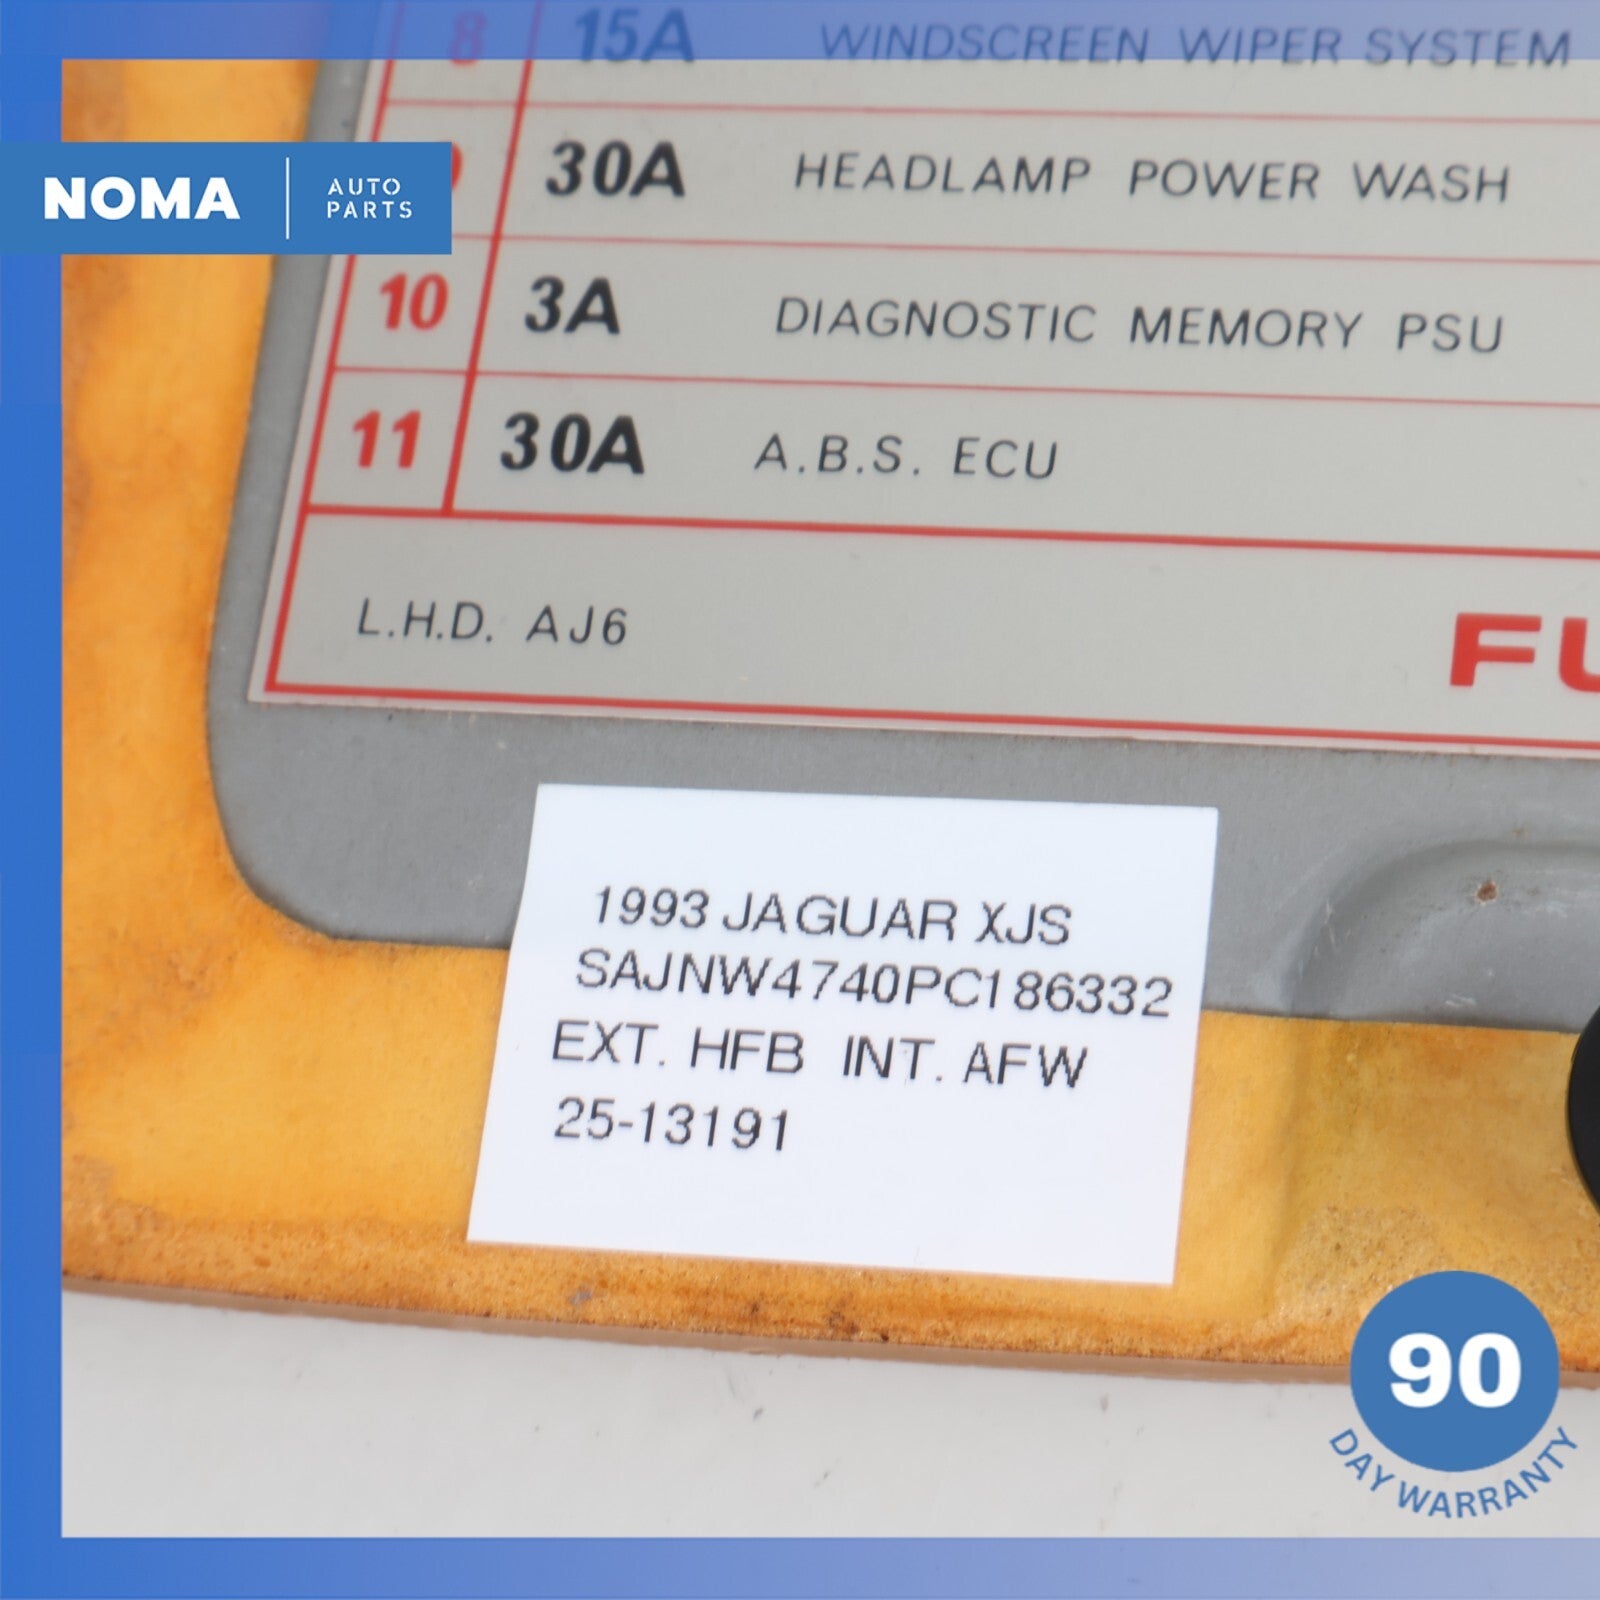 8 15A WINDSCREEN WIPER SYSTEM
30A HEADLAMP POWER WASH
NOMA AUTO PARTS
10 3A DIAGNOSTIC MEMORY PSU
11 30A A.B.S. ECU
L.H.D. AJ6
1993 JAGUAR XJS
SAJNW4740PC186332
EXT. HFB INT. AFW
25-13191
90
DAY WARRANTY